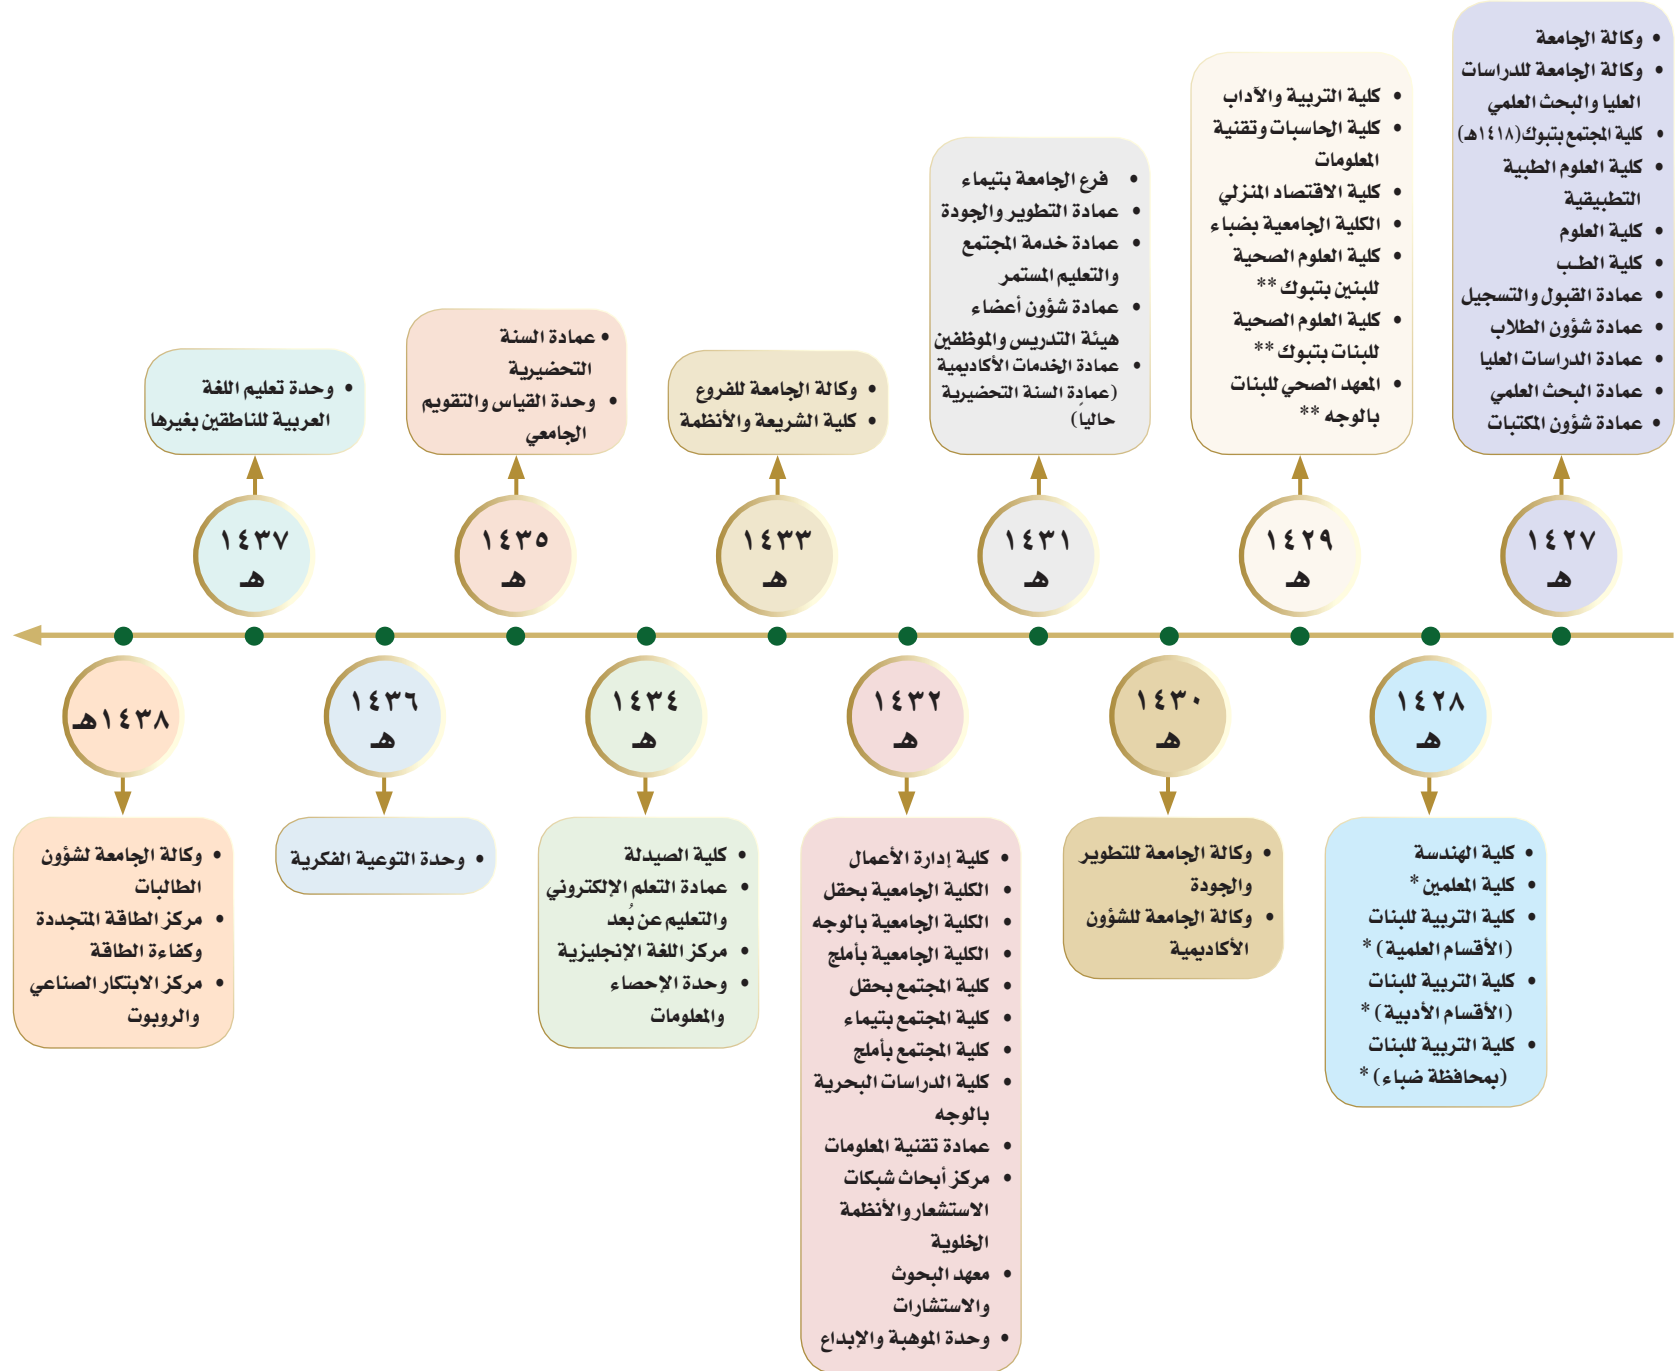 • وكالة الجامعة
• وكالة الجامعة للدراسات
العليا والبحث العلمي
• كلية المجتمع بتبوك(١٤١٨هـ)
• كلية العلوم الطبية
التطبيقية
• كلية العلوم
• كلية الطـب
• عمادة القبول والتسجيل
• عمادة شؤون الطلاب
• عمادة الدراسات العليا
• عمادة البحث العلمي
• عمادة شؤون المكتبات
١٤٢٧
هـ
• كلية الهندسة
• كلية المعلمين *
• كلية التربية للبنات
(الأقسام العلمية) *
• كلية التربية للبنات
(الأقسام الأدبية) *
• كلية التربية للبنات
(بمحافظة ضباء) *
١٤٢٨
هـ
• كلية التربية والآداب
• كلية الحاسبات وتقنية
المعلومات
• كلية الاقتصاد المنزلي
• الكلية الجامعية بضباء
• كلية العلوم الصحية
للبنين بتبوك **
• كلية العلوم الصحية
للبنات بتبوك **
• المعهد الصحي للبنات
بالوجه **
١٤٢٩
هـ
• وكالة الجامعة للتطوير
والجودة
• وكالة الجامعة للشؤون
الأكاديمية
١٤٣٠
هـ
• فرع الجامعة بتيماء
• عمادة التطوير والجودة
• عمادة خدمة المجتمع
والتعليم المستمر
• عمادة شؤون أعضاء
هيئة التدريس والموظفين
• عمادة الخدمات الأكاديمية
(عمادة السنة التحضيرية
حالياً)
١٤٣١
هـ
• كلية إدارة الأعمال
• الكلية الجامعية بحقل
• الكلية الجامعية بالوجه
• الكلية الجامعية بأملج
• كلية المجتمع بحقل
• كلية المجتمع بتيماء
• كلية المجتمع بأملج
• كلية الدراسات البحرية
بالوجه
• عمادة تقنية المعلومات
• مركز أبحاث شبكات
الاستشعار والأنظمة
الخلوية
• معهد البحوث
والاستشارات
• وحدة الموهبة والإبداع
١٤٣٢
هـ
• وكالة الجامعة للفروع
• كلية الشريعة والأنظمة
١٤٣٣
هـ
• كلية الصيدلة
• عمادة التعلم الإلكتروني
والتعليم عن بُعد
• مركز اللغة الإنجليزية
• وحدة الإحصاء
والمعلومات
١٤٣٤
هـ
• عمادة السنة
التحضيرية
• وحدة القياس والتقويم
الجامعي
١٤٣٥
هـ
• وحدة التوعية الفكرية
١٤٣٦
هـ
• وحدة تعليم اللغة
العربية للناطقين بغيرها
١٤٣٧
هـ
• وكالة الجامعة لشؤون
الطالبات
• مركز الطاقة المتجددة
وكفاءة الطاقة
• مركز الابتكار الصناعي
والروبوت
١٤٣٨هـ